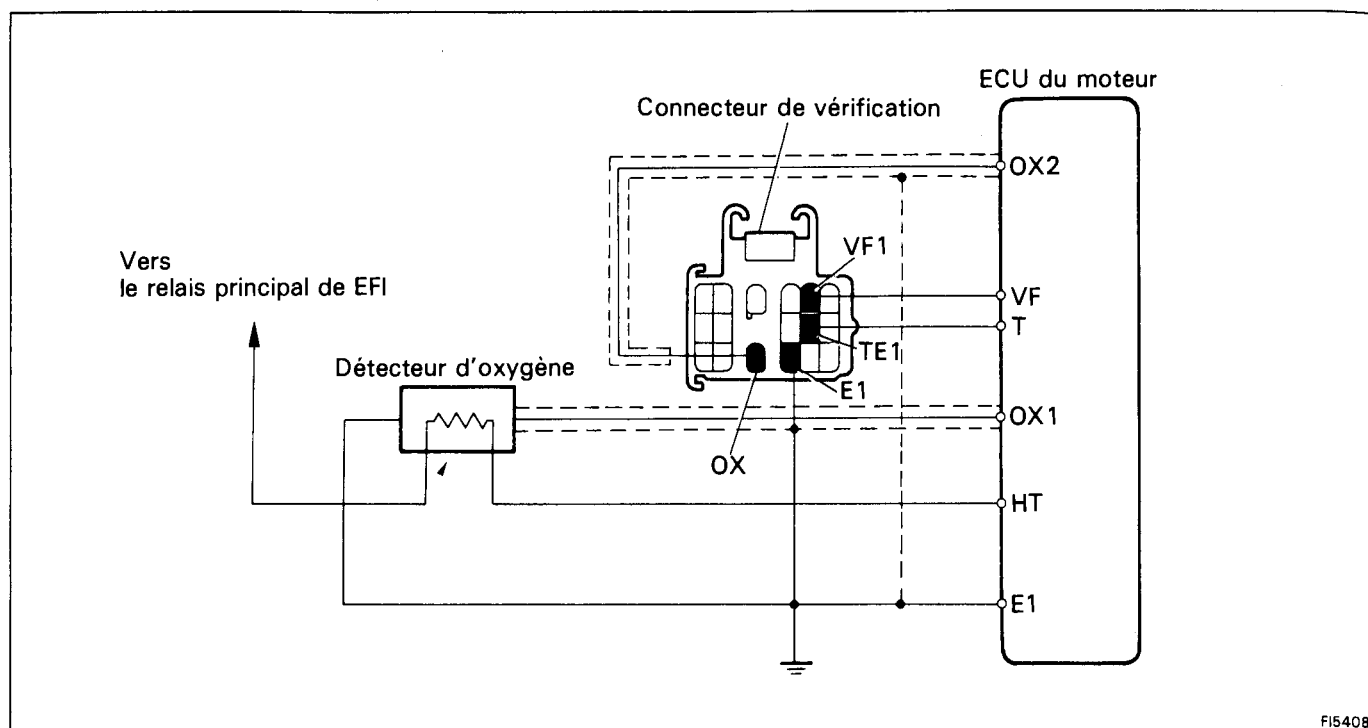 ECU du moteur
Connecteur de vérification
OX2
VF1
Vers
le relais principal de EFI
VF
T
TE1
Détecteur d'oxygène
E1
OX1
OX
HT
E1
FI5408